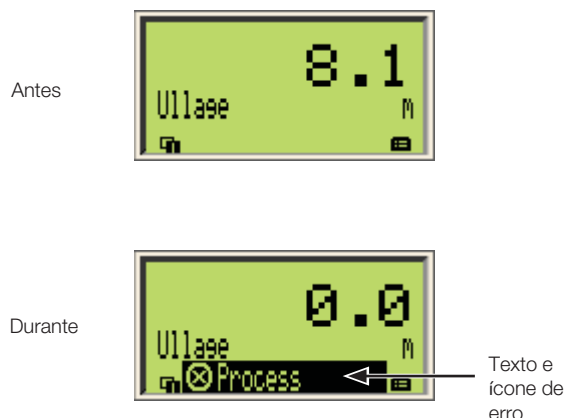 Antes
8.1
Ullage
M
Durante
0.0
Ullage
M
Process
Texto e
ícone de
erro